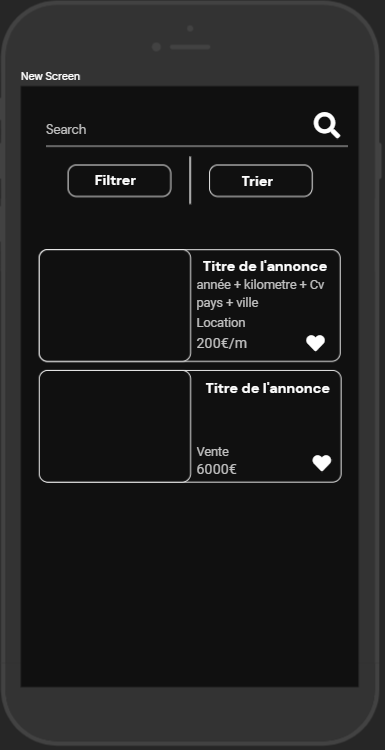 New Screen
Search
Filtrer
Trier
Titre de l'annonce
année + kilometre + Cv
pays + ville
Location
200€/m
Titre de l'annonce
Vente
6000€